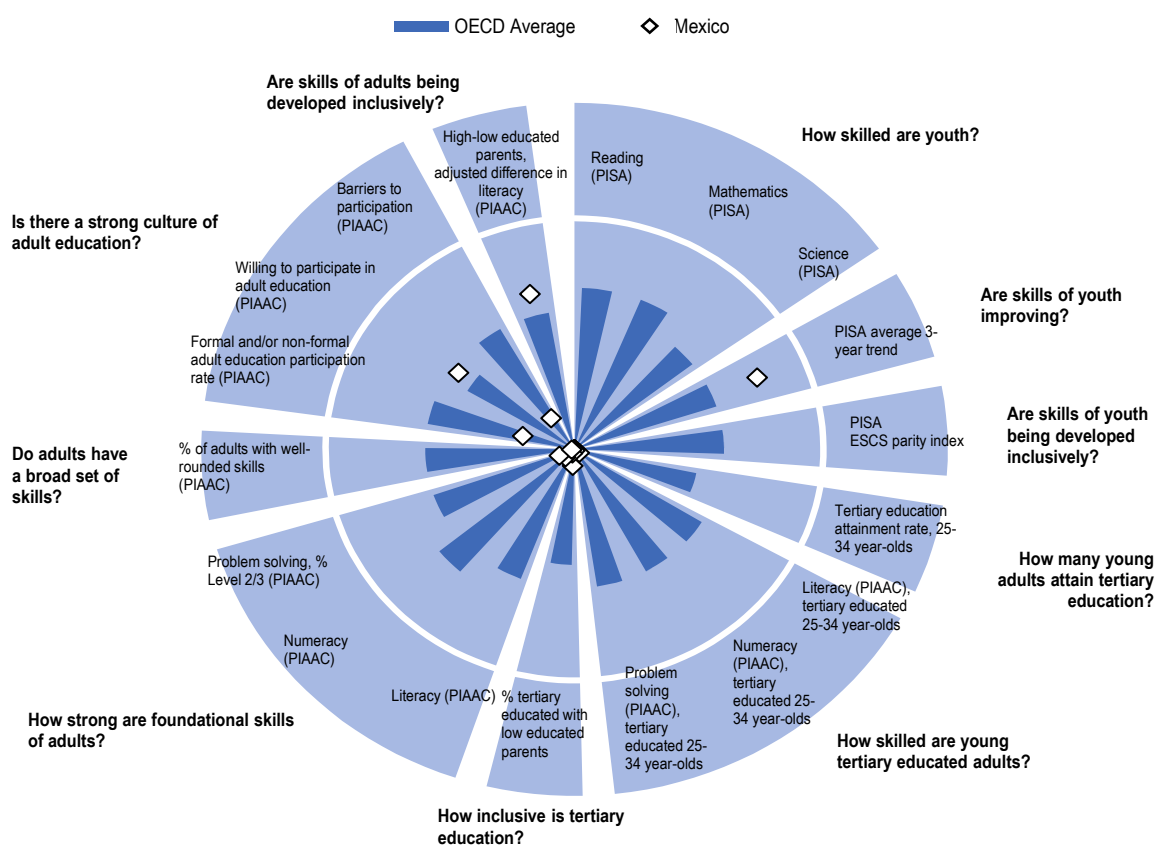 OECD Average
Mexico
Are skills of adults being
developed inclusively?
How skilled are youth?
High-low educated
parents,
adjusted difference in
literacy
(PIAAC)
Reading
(PISA)
Mathematics
(PISA)
Science
(PISA)
Barriers to
participation
(PIAAC)
Is there a strong culture of
adult education?
Willing to participate in
adult education
(PIAAC)
Formal and/or non-formal
adult education participation
rate (PIAAC)
Are skills of youth
improving?
PISA average 3-
year trend
Are skills of youth
being developed
inclusively?
PISA
ESCS parity index
Do adults have
a broad set of
skills?
% of adults with well-
rounded skills
(PIAAC)
Tertiary education
attainment rate, 25-
34 year-olds
How many young
adults attain tertiary
education?
Problem solving, %
Level 2/3 (PIAAC)
Literacy (PIAAC),
tertiary educated
25-34 year-olds
Numeracy
(PIAAC)
Numeracy
(PIAAC),
tertiary
educated 25-
34 year-olds
Problem
solving
(PIAAC),
tertiary
educated 25-
34 year-olds
Literacy (PIAAC)
% tertiary
educated with
low educated
parents
How strong are foundational skills
of adults?
How skilled are young
tertiary educated adults?
How inclusive is tertiary
education?